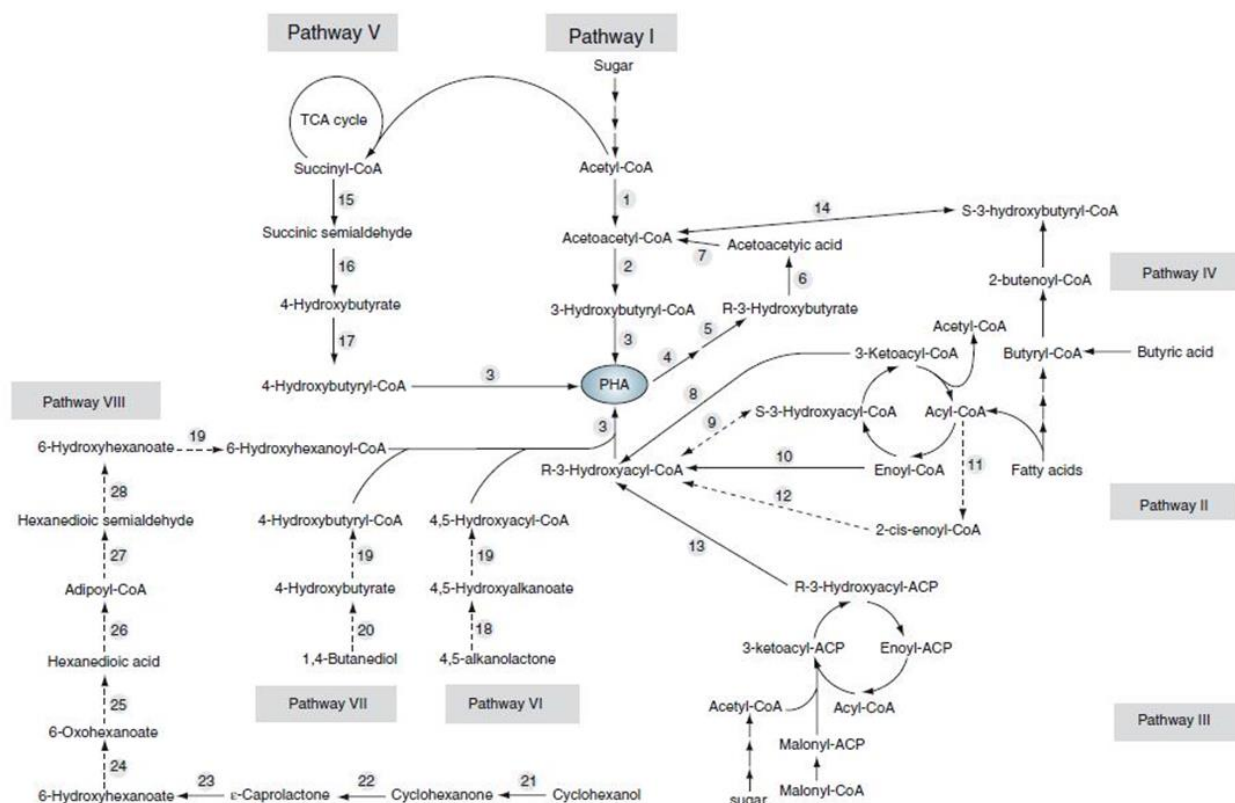 Pathway V
Pathway I
Sugar
TCA cycle
Succinyl-CoA
Acetyl-CoA
15
1
14
S-3-hydroxybutyryl-CoA
Succinic semialdehyde
Acetoacetyl-CoA
Acetoacetyic acid
7
16
2
6
2-butenoyl-CoA
Pathway IV
4-Hydroxybutyrate
3-Hydroxybutyryl-CoA
R-3-Hydroxybutyrate
5
Acetyl-CoA
17
3
4
3-Ketoacyl-CoA
Butyryl-CoA
Butyric acid
4-Hydroxybutyryl-CoA
3
PHA
8
Pathway VIII
S-3-Hydroxyacyl-CoA
Acyl-CoA
3
9
19
6-Hydroxyhexanoate
6-Hydroxyhexanoyl-CoA
10
11
R-3-Hydroxyacyl-CoA
Enoyl-CoA
Fatty acids
28
12
Pathway II
Hexanedioic semialdehyde
4-Hydroxybutyryl-CoA
4,5-Hydroxyacyl-CoA
2-cis-enoyl-CoA
13
27
19
19
Adipoyl-CoA
4-Hydroxybutyrate
4,5-Hydroxyalkanoate
R-3-Hydroxyacyl-ACP
26
20
18
Hexanedioic acid
1,4-Butanediol
4,5-alkanolactone
3-ketoacyl-ACP
Enoyl-ACP
25
Pathway VII
Pathway VI
Acetyl-CoA
Acyl-CoA
Pathway III
6-Oxohexanoate
Malonyl-ACP
24
23
22
21
6-Hydroxyhexanoate
ε-Caprolactone
Cyclohexanone
Cyclohexanol
sugar
Malonyl-CoA